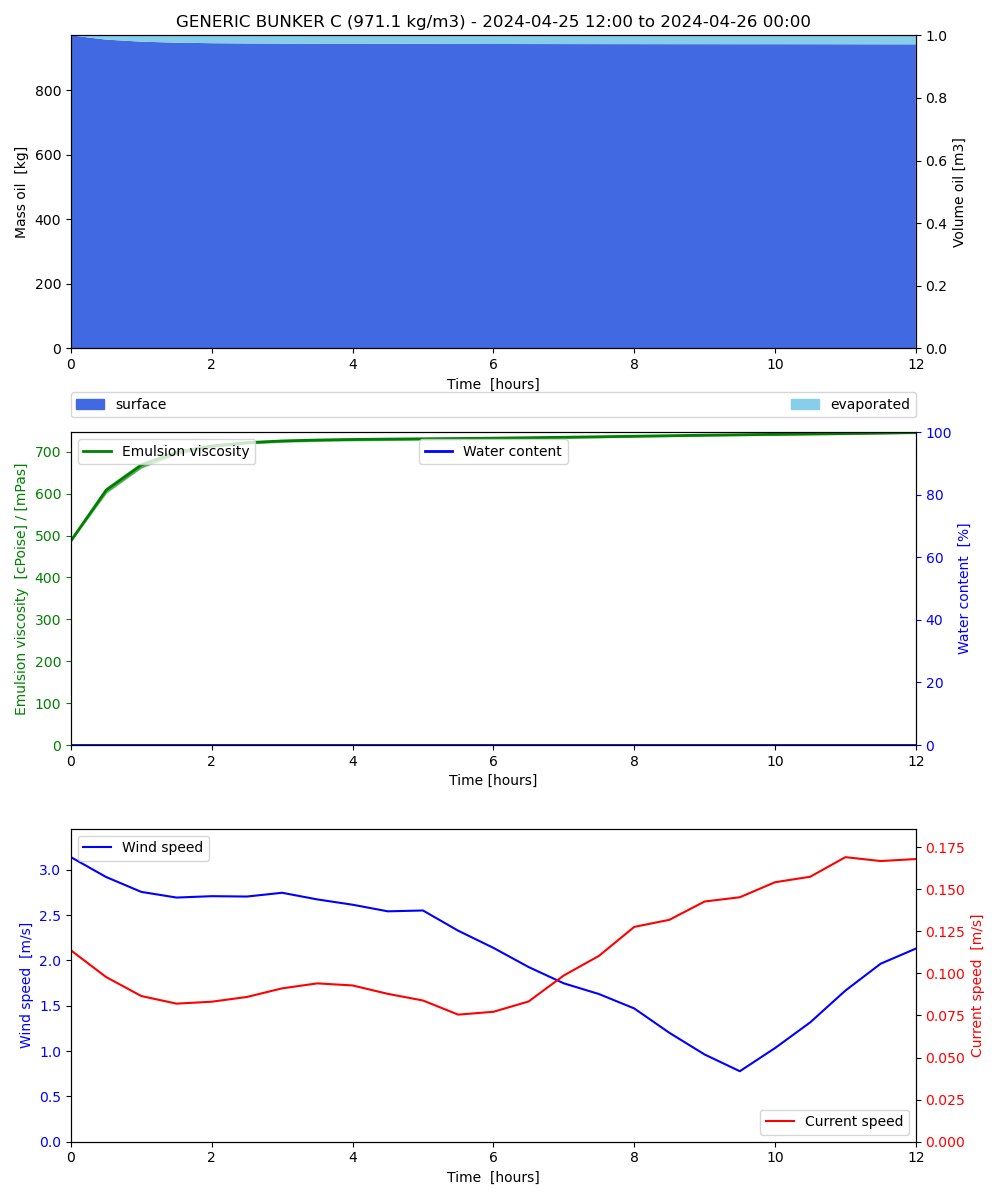 GENERIC BUNKER C (971.1 kg/m3) - 2024-04-25 12:00 to 2024-04-26 00:00
Mass oil [kg]
800
600
400
200
0
1.0
0.8
0.6
0.4
0.2
0.0
Volume oil [m3]
0 2 4 6 8 10 12
Time [hours]
surface evaporated
Emulsion viscosity [cPoise] / [mPas]
700
600
500
400
300
200
100
0
Emulsion viscosity Water content
100
80
60
40
20
0
Water content [%]
0 2 4 6 8 10 12
Time [hours]
Wind speed [m/s]
3.0
2.5
2.0
1.5
1.0
0.5
0.0
Wind speed
Current speed
0.175
0.150
0.125
0.100
0.075
0.050
0.025
0.000
Current speed [m/s]
0 2 4 6 8 10 12
Time [hours]